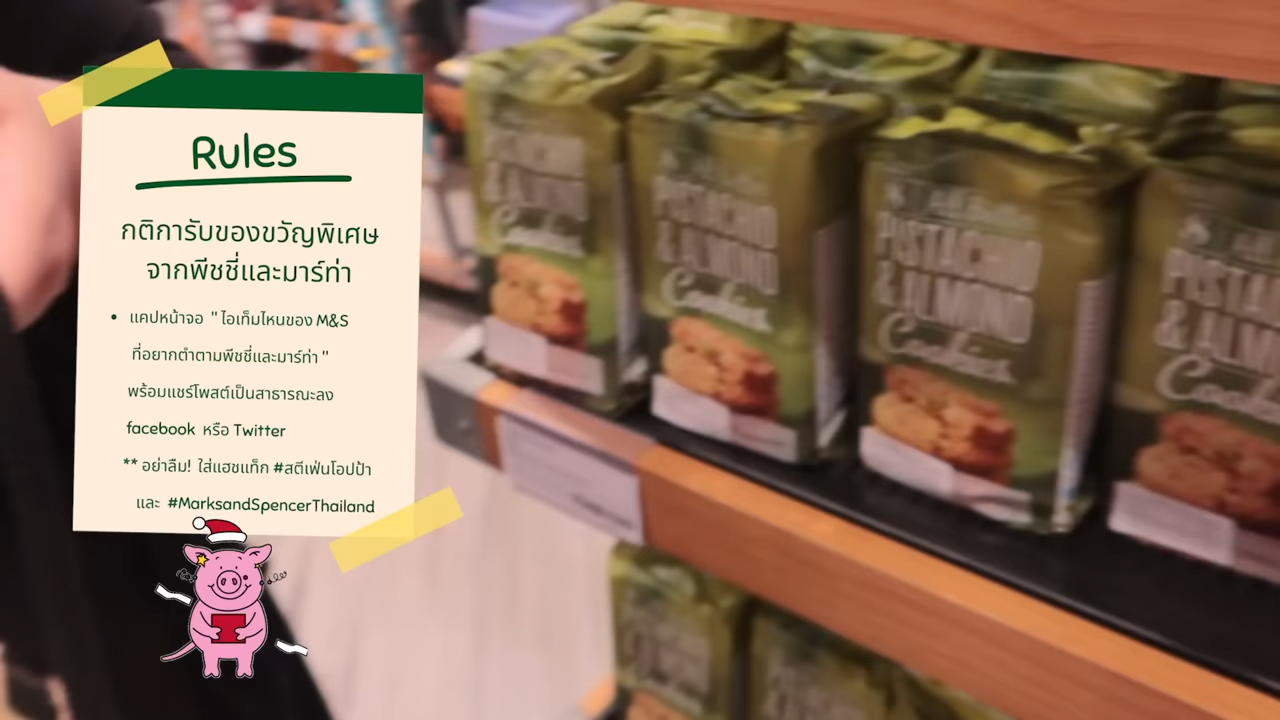 Rules
กติการับของขวัญพิเศษ
จากพีชชี่และมาร์ท่า
• แคปหน้าจอ " ไอเท็มไหนของ M&S
ที่อยากตำตามพีชชี่และมาร์ท่า "
พร้อมแชร์โพสต์เป็นสาธารณะลง
facebook หรือ Twitter
** อย่าลืม! ใส่แฮชแท็ก #สตีเฟ่นโอปป้า
และ #MarksandSpencerThailand
PISTACHIO
& ALMOND
Cookies
PISTACHIO
& ALMOND
Cookies
PISTACHIO
& ALMOND
Cookies